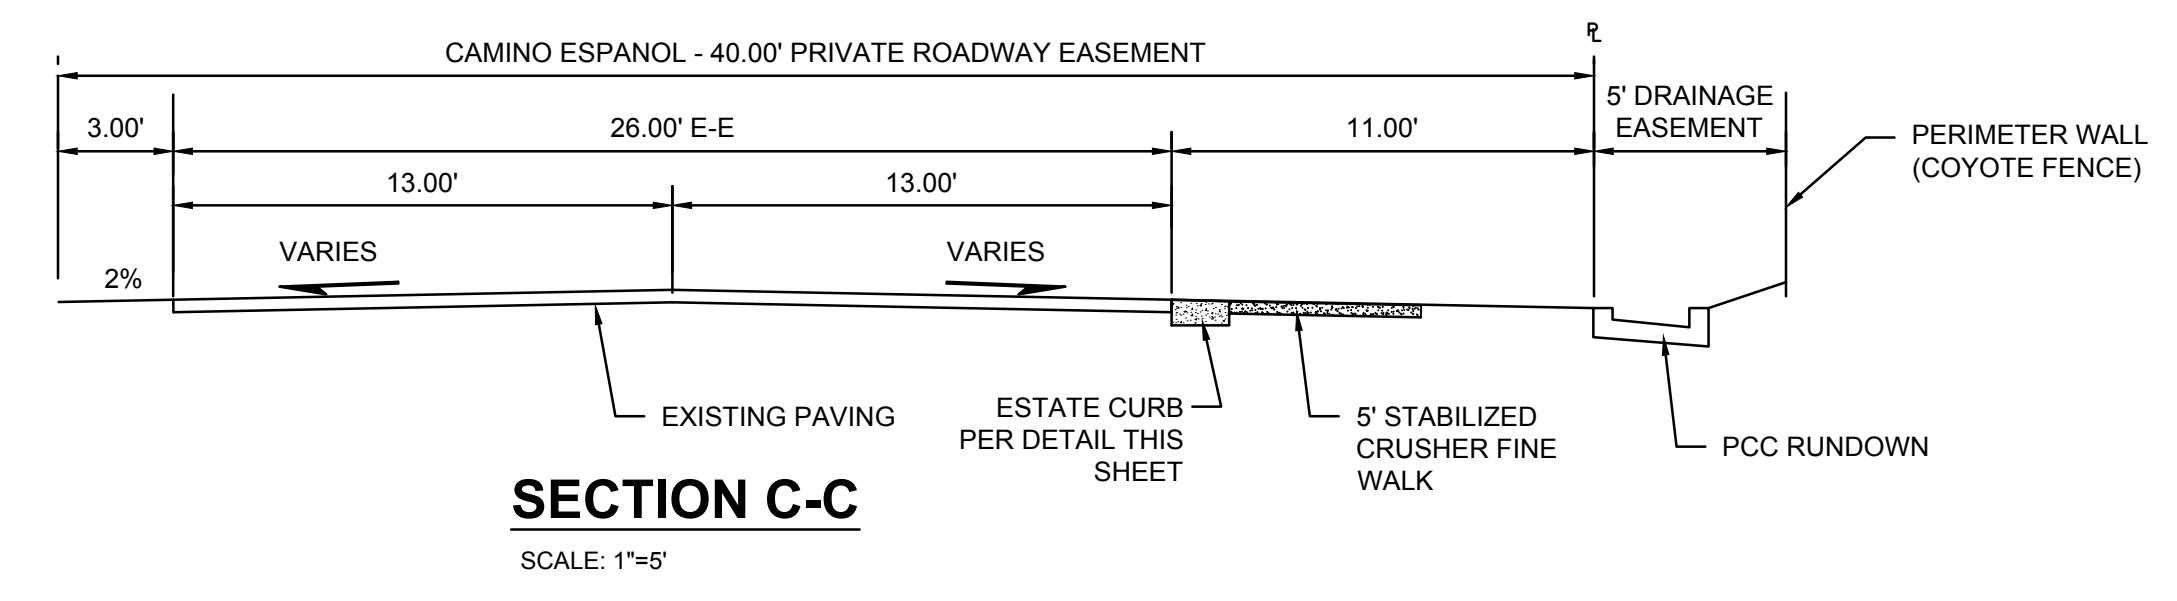 ℄
CAMINO ESPANOL - 40.00' PRIVATE ROADWAY EASEMENT
5' DRAINAGE
EASEMENT
3.00'
26.00' E-E
11.00'
PERIMETER WALL
(COYOTE FENCE)
13.00'
13.00'
VARIES
VARIES
2%
EXISTING PAVING
ESTATE CURB
PER DETAIL THIS
SHEET
5' STABILIZED
CRUSHER FINE
WALK
PCC RUNDOWN
SECTION C-C
SCALE: 1"=5'